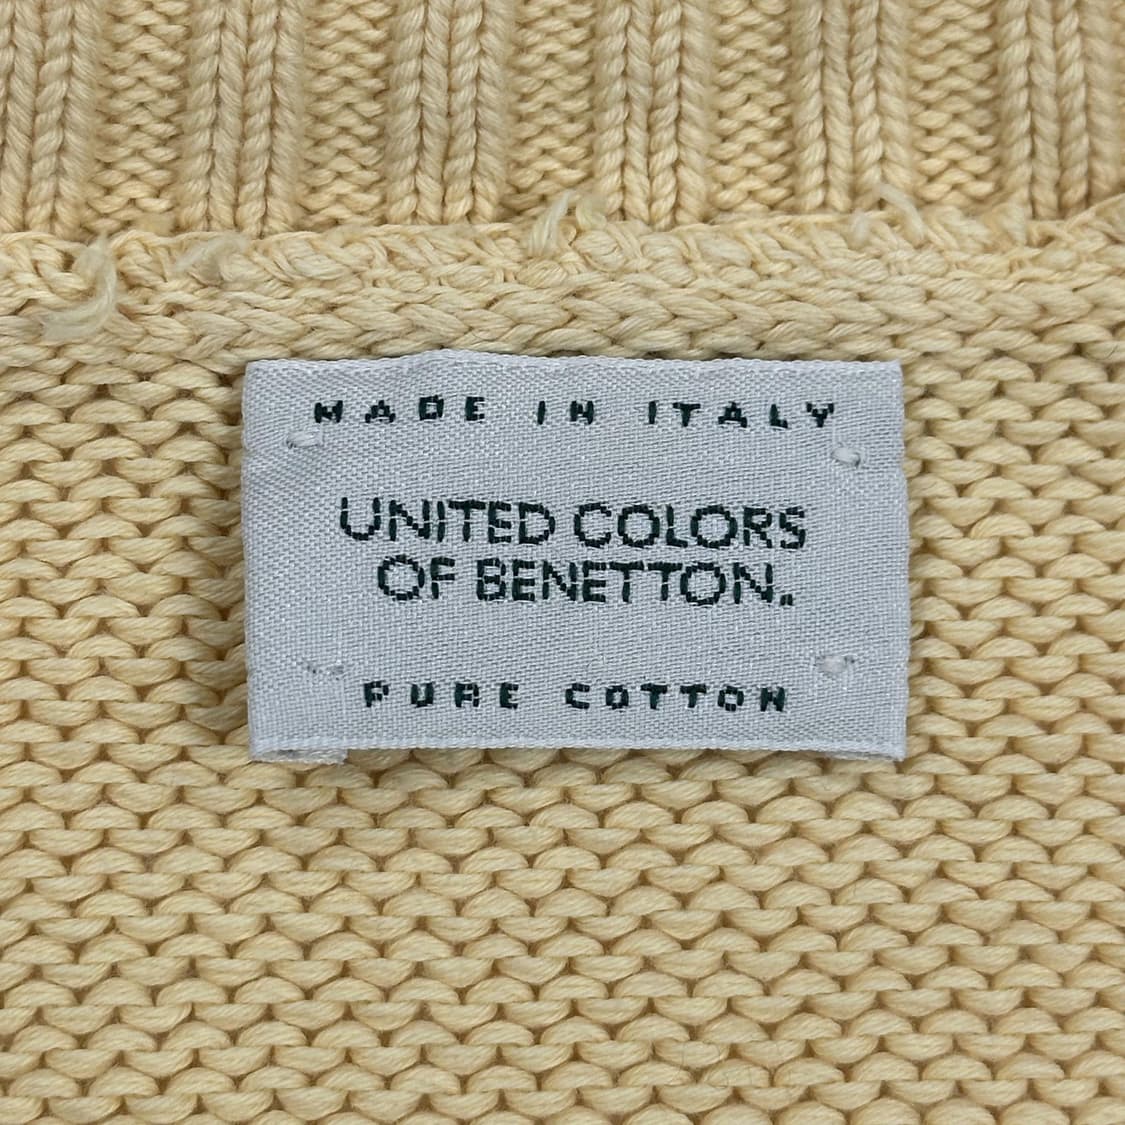 MADE IN ITALY
UNITED COLORS
OF BENETTON.
PURE COTTON